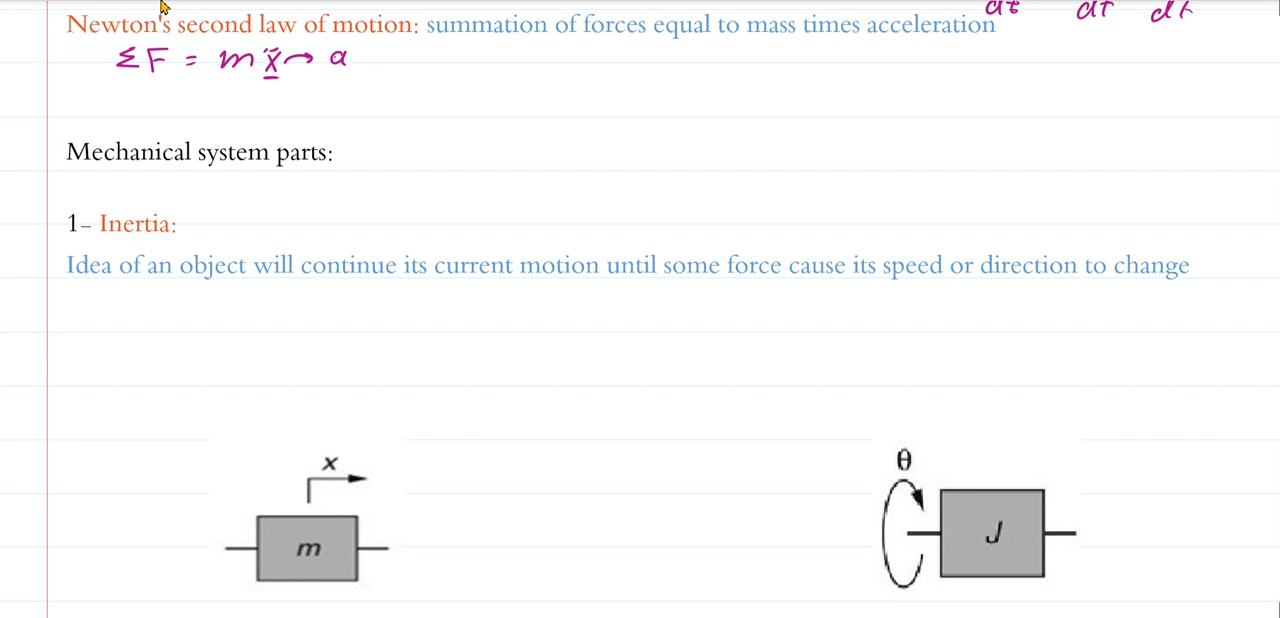 Newton's second law of motion: summation of forces equal to mass times acceleration
ΣF = mẍ → a
Mechanical system parts:
1- Inertia:
Idea of an object will continue its current motion until some force cause its speed or direction to change
x
m
θ
J